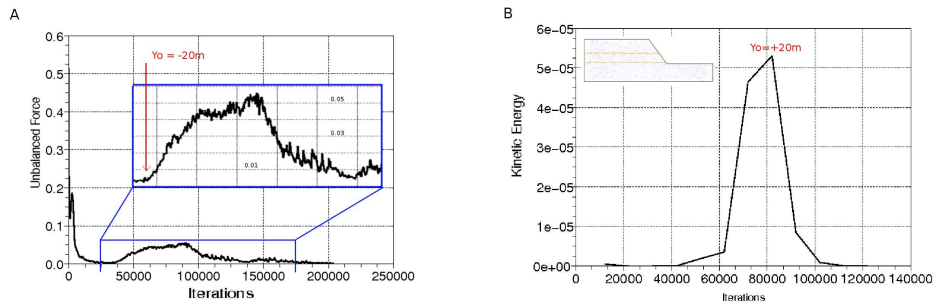 A
Unbalanced Force
0.6
0.5
0.4
0.3
0.2
0.1
0.0
Yo = -20m
0.05
0.03
0.01
0
50000
100000
150000
200000
250000
Iterations
B
Kinetic Energy
6e-05
5e-05
4e-05
3e-05
2e-05
1e-05
0e+00
Yo=+20m
0
20000
40000
60000
80000
100000
120000
140000
Iterations